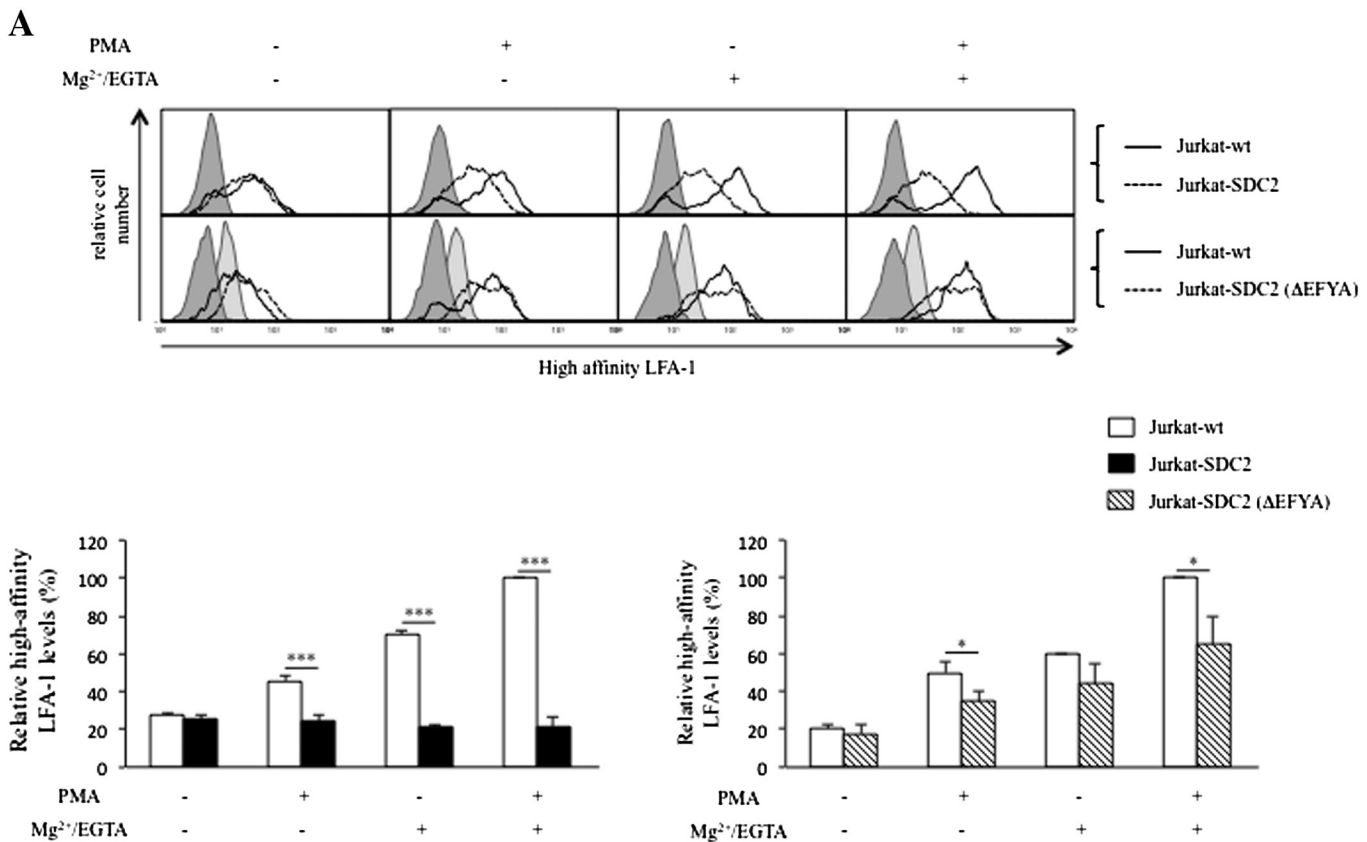 A
PMA - + - +
Mg²⁺/EGTA - - + +
relative cell
number
Jurkat-wt
Jurkat-SDC2
Jurkat-wt
Jurkat-SDC2 (ΔEFYA)
High affinity LFA-1
Jurkat-wt
Jurkat-SDC2
Jurkat-SDC2 (ΔEFYA)
Relative high-affinity
LFA-1 levels (%)
120
100
80
60
40
20
0
*** *** ***
PMA - + - +
Mg²⁺/EGTA - - + +
Relative high-affinity
LFA-1 levels (%)
120
100
80
60
40
20
0
* *
PMA - + - +
Mg²⁺/EGTA - - + +